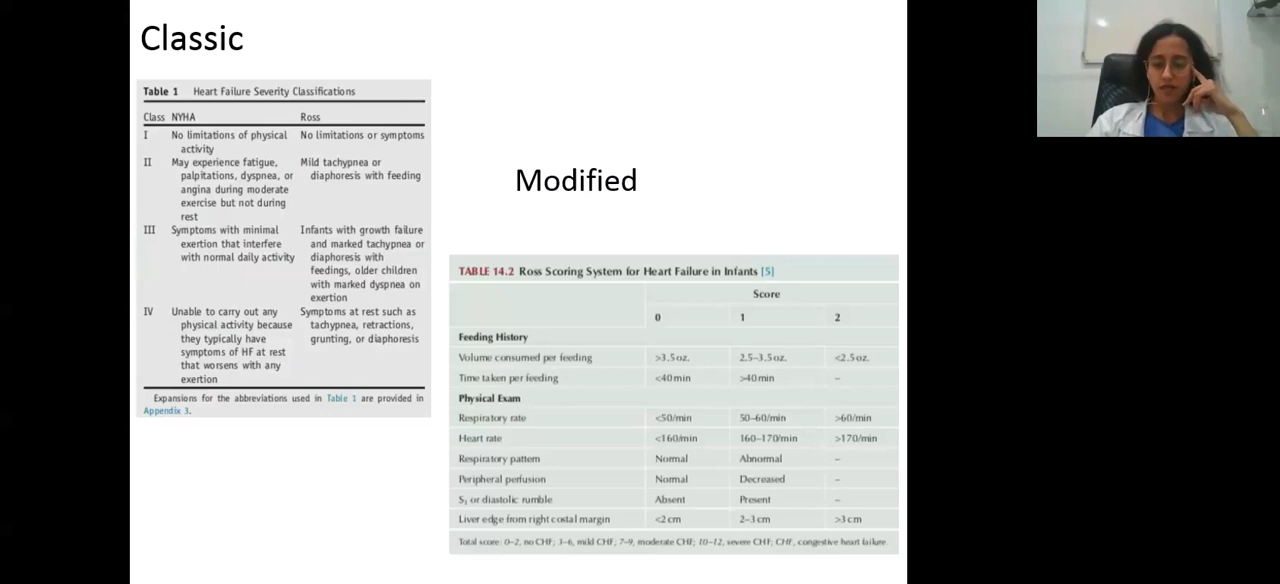 Classic
Table 1 Heart Failure Severity Classifications
Class NYHA Ross
I No limitations of physical activity No limitations or symptoms
II May experience fatigue, palpitations, dyspnea, or angina during moderate exercise but not during rest Mild tachypnea or diaphoresis with feeding
III Symptoms with minimal exertion that interfere with normal daily activity Infants with growth failure and marked tachypnea or diaphoresis with feedings, older children with marked dyspnea on exertion
IV Unable to carry out any physical activity because they typically have symptoms of HF at rest that worsens with any exertion Symptoms at rest such as tachypnea, retractions, grunting, or diaphoresis
Expansions for the abbreviations used in Table 1 are provided in
Appendix 3.
Modified
TABLE 14.2 Ross Scoring System for Heart Failure in Infants [5]
Score
0 1 2
Feeding History
Volume consumed per feeding >3.5 oz. 2.5–3.5 oz. <2.5 oz.
Time taken per feeding <40 min >40 min –
Physical Exam
Respiratory rate <50/min 50–60/min >60/min
Heart rate <160/min 160–170/min >170/min
Respiratory pattern Normal Abnormal –
Peripheral perfusion Normal Decreased –
S₃ or diastolic rumble Absent Present –
Liver edge from right costal margin <2 cm 2–3 cm >3 cm
Total score: 0–2, no CHF; 3–6, mild CHF; 7–9, moderate CHF; 10–12, severe CHF; CHF, congestive heart failure.